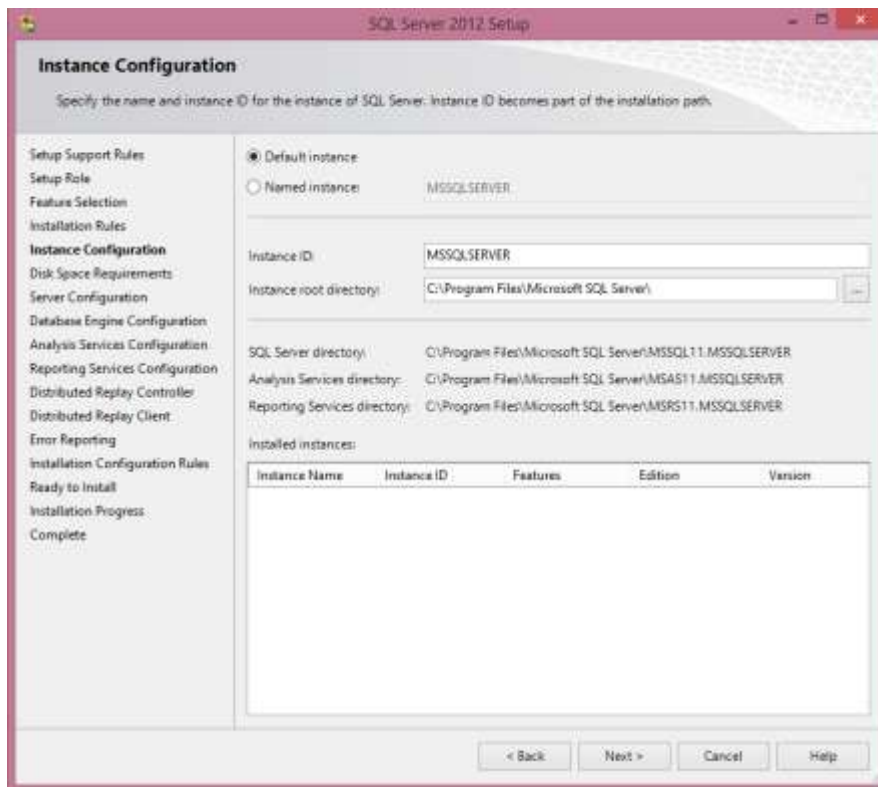 SQL Server 2012 Setup
Instance Configuration
Specify the name and instance ID for the instance of SQL Server. Instance ID becomes part of the installation path.
Setup Support Rules
Setup Role
Feature Selection
Installation Rules
Instance Configuration
Disk Space Requirements
Server Configuration
Database Engine Configuration
Analysis Services Configuration
Reporting Services Configuration
Distributed Replay Controller
Distributed Replay Client
Error Reporting
Installation Configuration Rules
Ready to Install
Installation Progress
Complete
Default instance
Named instance: MSSQLSERVER
Instance ID: MSSQLSERVER
Instance root directory: C:\Program Files\Microsoft SQL Server\ ...
SQL Server directory: C:\Program Files\Microsoft SQL Server\MSSQL11.MSSQLSERVER
Analysis Services directory: C:\Program Files\Microsoft SQL Server\MSAS11.MSSQLSERVER
Reporting Services directory: C:\Program Files\Microsoft SQL Server\MSRS11.MSSQLSERVER
Installed instances:
Instance Name Instance ID Features Edition Version
< Back Next > Cancel Help